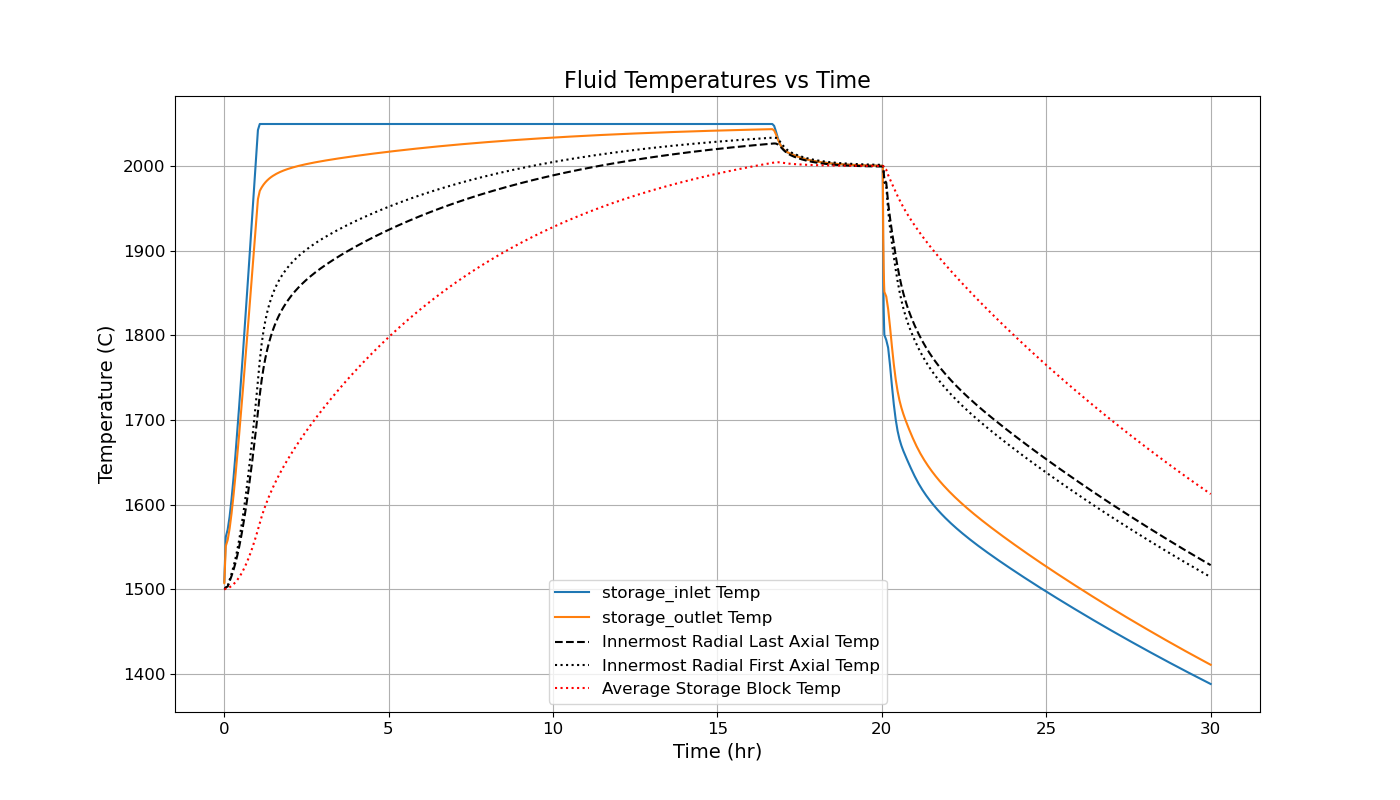 Fluid Temperatures vs Time
Temperature (C)
2000
1900
1800
1700
1600
1500
1400
storage_inlet Temp
storage_outlet Temp
Innermost Radial Last Axial Temp
Innermost Radial First Axial Temp
Average Storage Block Temp
0 5 10 15 20 25 30
Time (hr)